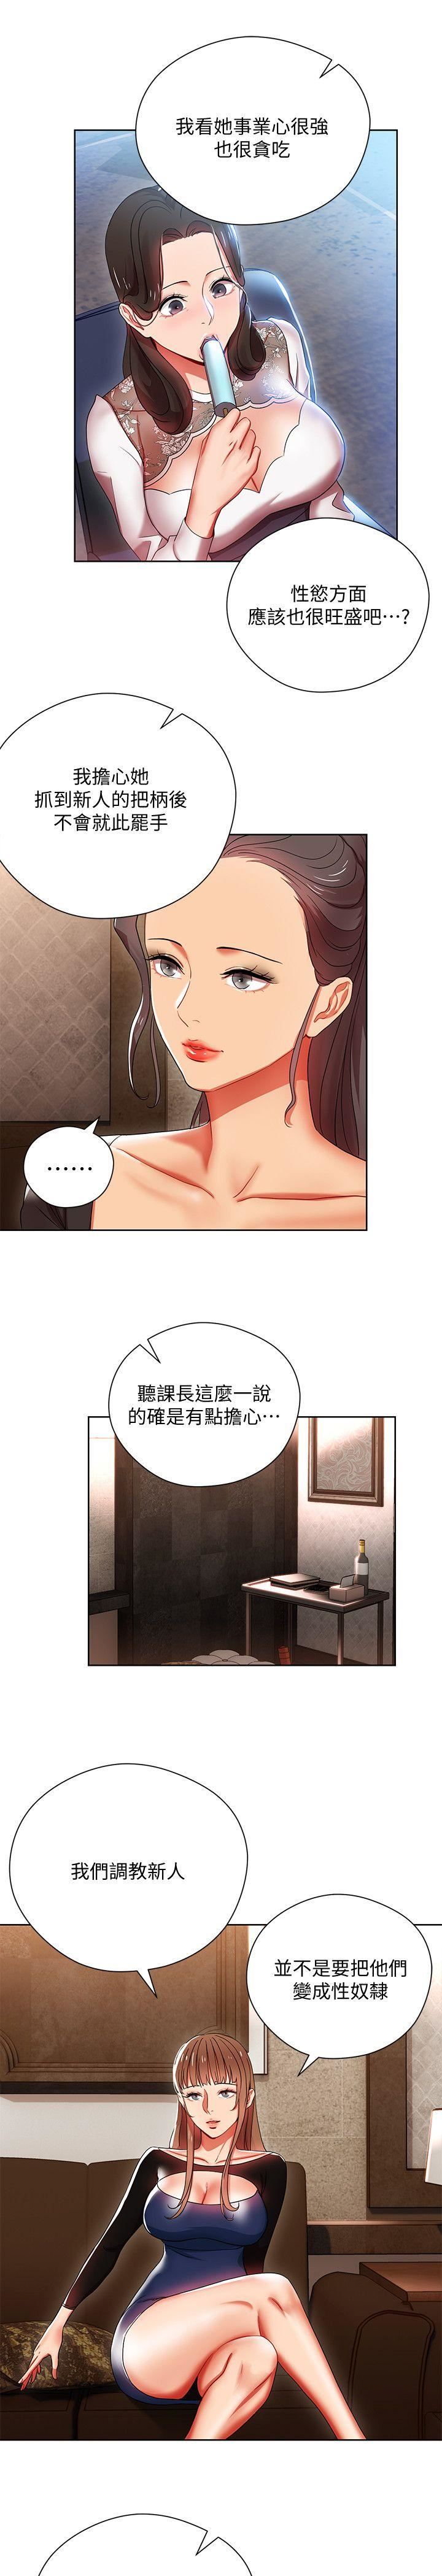 我看她事業心很強
也很貪吃
性慾方面
應該也很旺盛吧⋯?
我擔心她
抓到新人的把柄後
不會就此罷手
⋯⋯
聽課長這麼一說
的確是有點擔心⋯
我們調教新人
並不是要把他們
變成性奴隸